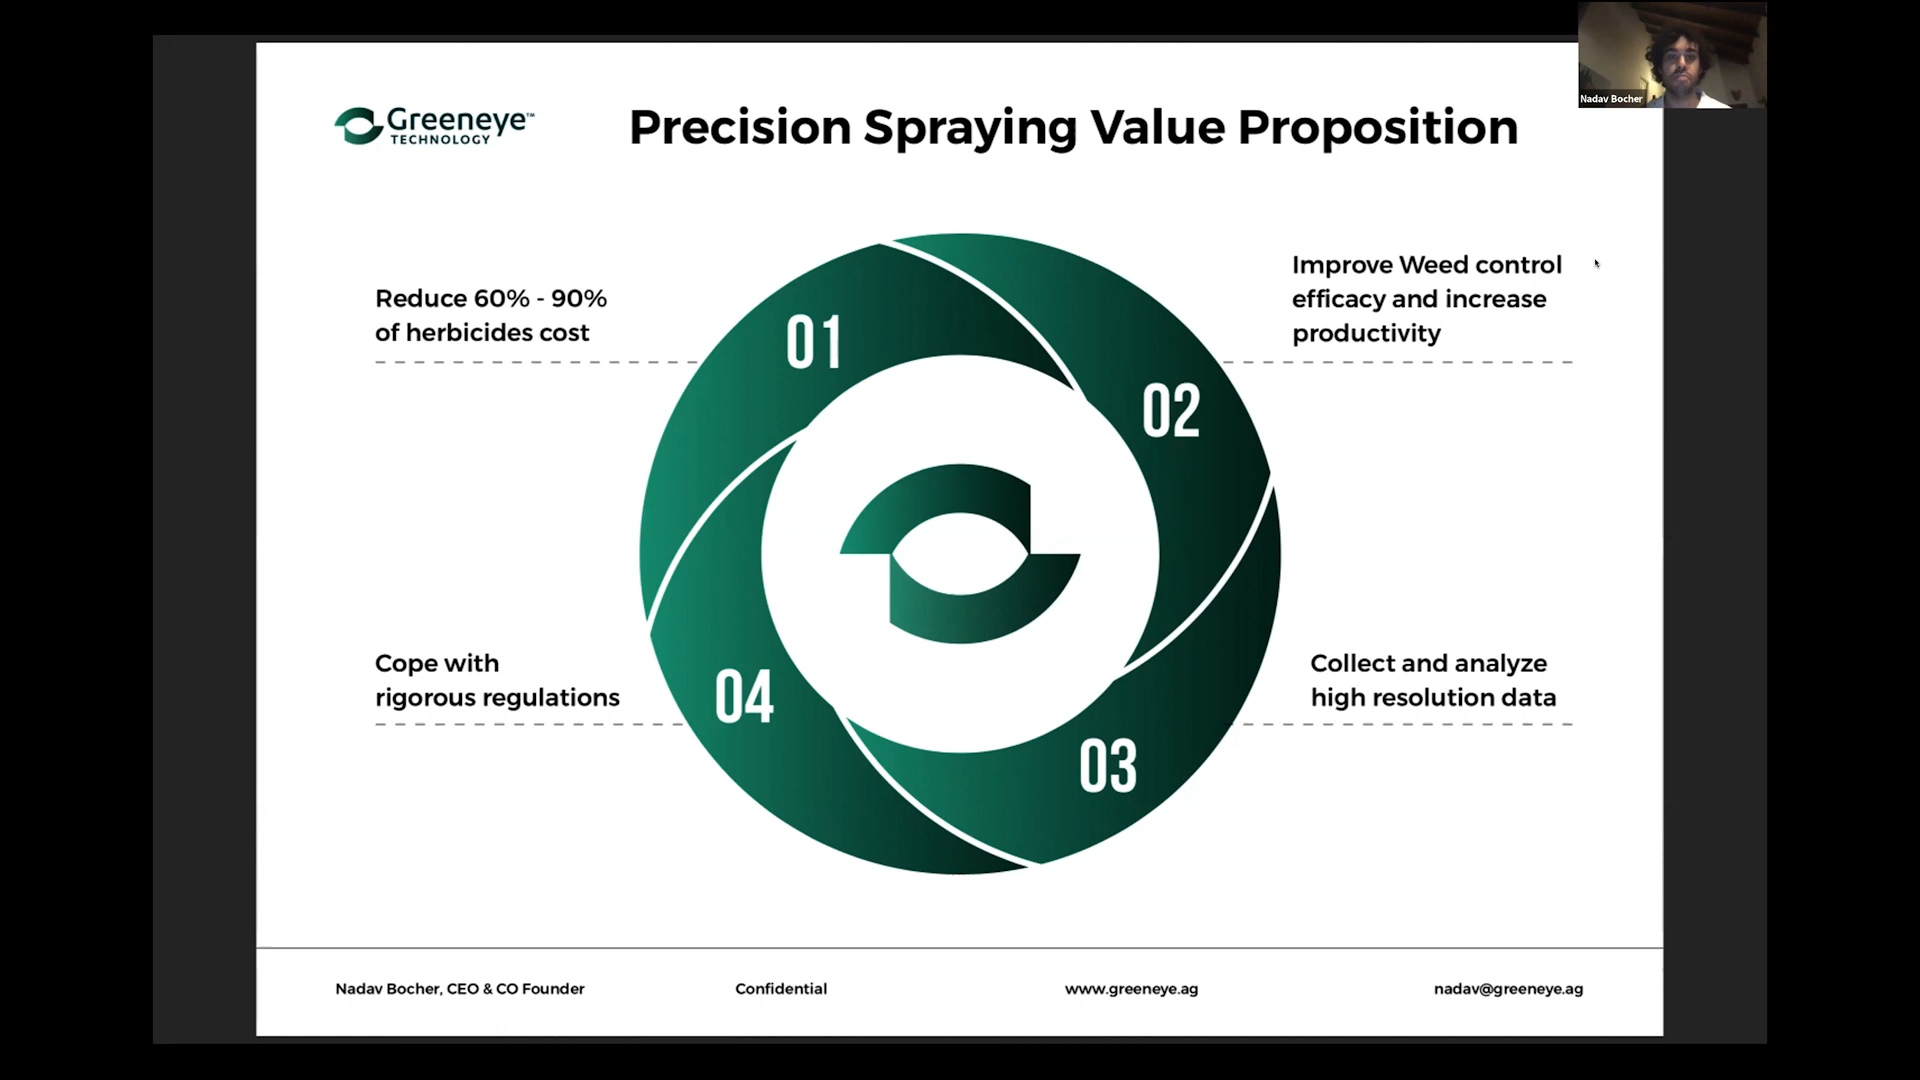 Nadav Bocher
Greeneye™
TECHNOLOGY
Precision Spraying Value Proposition
Reduce 60% - 90%
of herbicides cost
01
Improve Weed control
efficacy and increase
productivity
02
Cope with
rigorous regulations
04
Collect and analyze
high resolution data
03
Nadav Bocher, CEO & CO Founder
Confidential
www.greeneye.ag
nadav@greeneye.ag